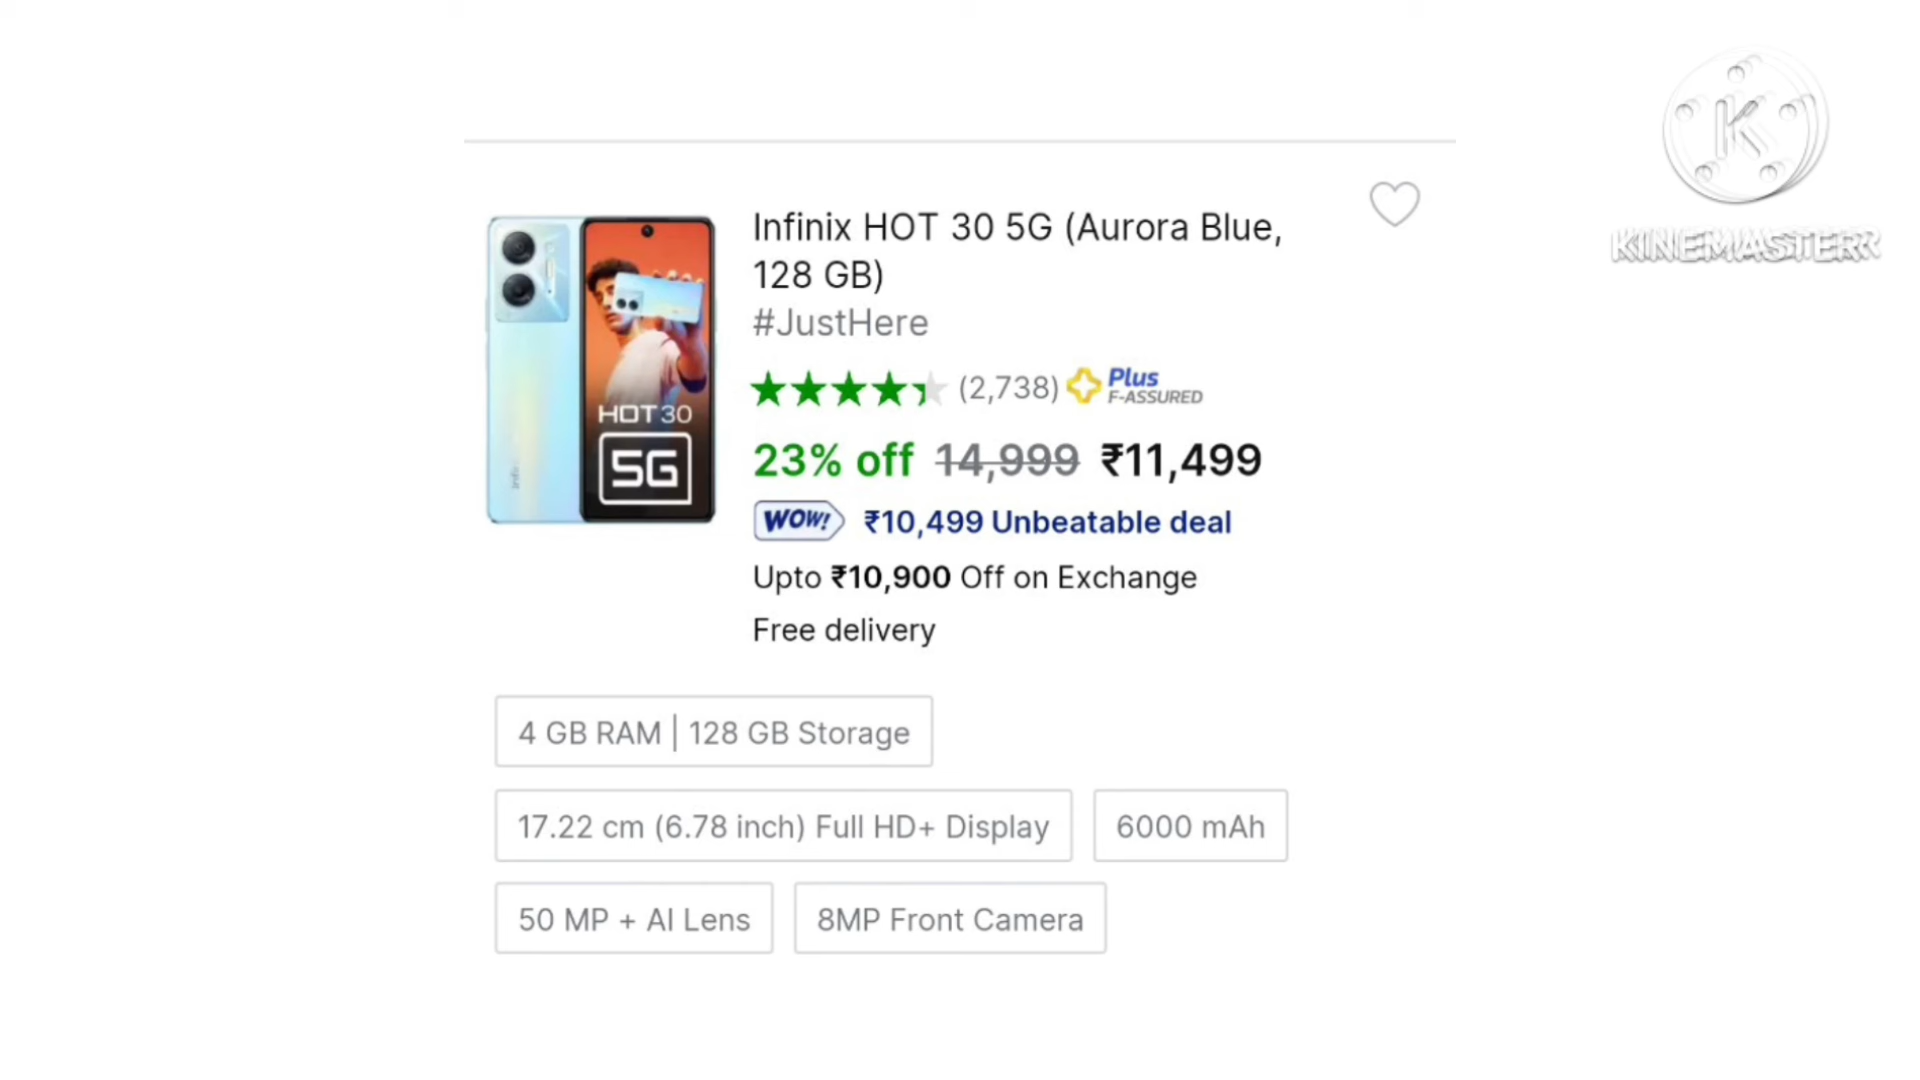 KINEMASTER
Infinix HOT 30 5G (Aurora Blue,
128 GB)
#JustHere
(2,738) Plus F-ASSURED
23% off 14,999 ₹11,499
WOW! ₹10,499 Unbeatable deal
Upto ₹10,900 Off on Exchange
Free delivery
HOT 30
5G
4 GB RAM | 128 GB Storage
17.22 cm (6.78 inch) Full HD+ Display
6000 mAh
50 MP + AI Lens
8MP Front Camera